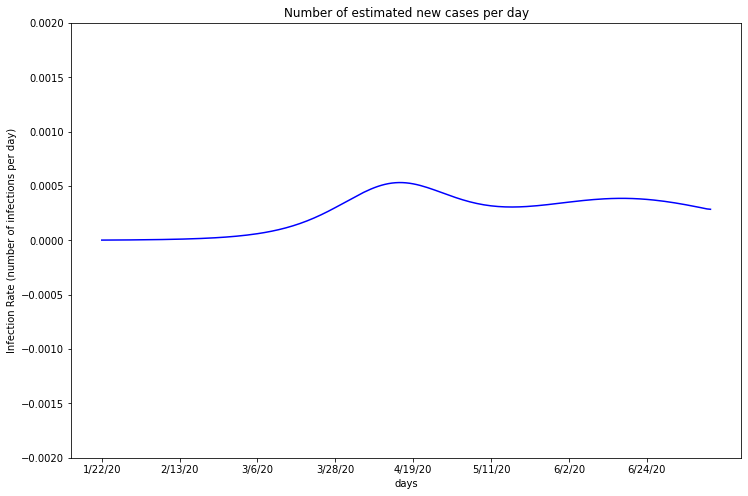 Number of estimated new cases per day
Infection Rate (number of infections per day)
0.0020
0.0015
0.0010
0.0005
0.0000
−0.0005
−0.0010
−0.0015
−0.0020
1/22/20 2/13/20 3/6/20 3/28/20 4/19/20 5/11/20 6/2/20 6/24/20
days